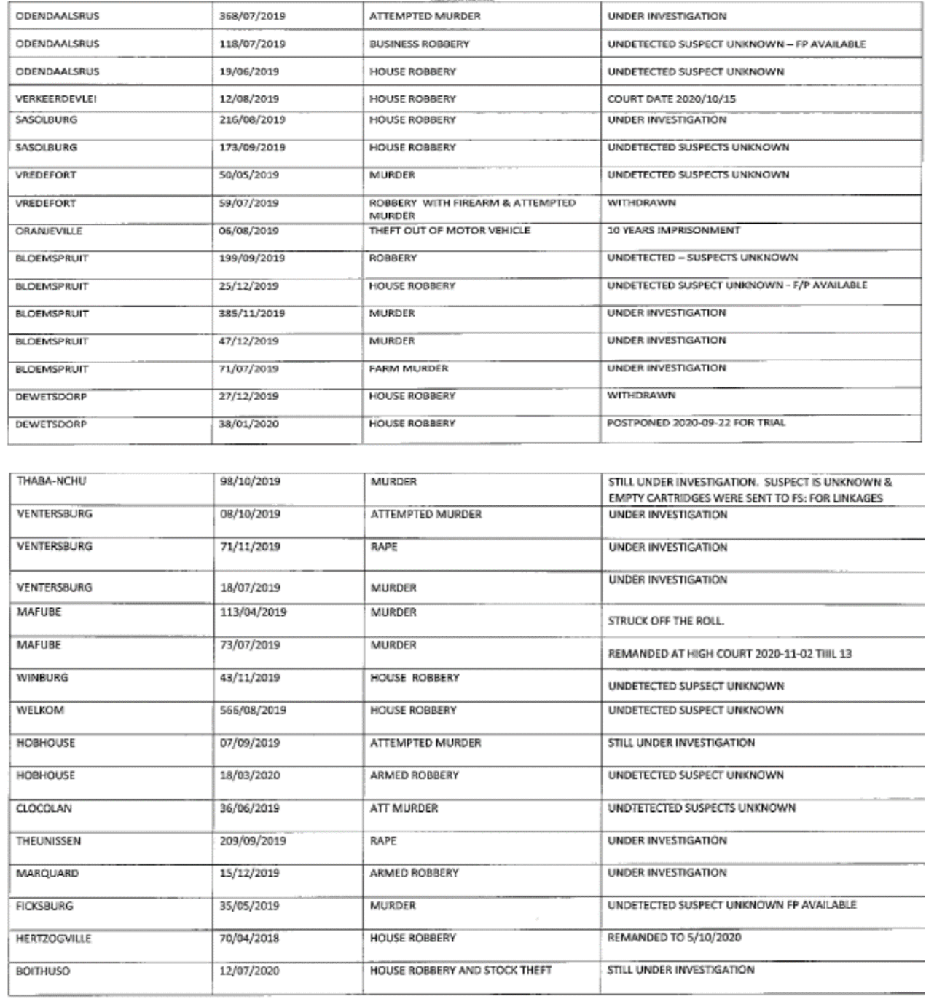 ODENDAALSRUS 368/07/2019 ATTEMPTED MURDER UNDER INVESTIGATION
ODENDAALSRUS 118/07/2019 BUSINESS ROBBERY UNDETECTED SUSPECT UNKNOWN – FP AVAILABLE
ODENDAALSRUS 19/06/2019 HOUSE ROBBERY UNDETECTED SUSPECT UNKNOWN
VERKEERDEVLEI 12/08/2019 HOUSE ROBBERY COURT DATE 2020/10/15
SASOLBURG 216/08/2019 HOUSE ROBBERY UNDER INVESTIGATION
SASOLBURG 173/09/2019 HOUSE ROBBERY UNDETECTED SUSPECTS UNKNOWN
VREDEFORT 50/05/2019 MURDER UNDETECTED SUSPECTS UNKNOWN
VREDEFORT 59/07/2019 ROBBERY WITH FIREARM & ATTEMPTED WITHDRAWN
MURDER
ORANJEVILLE 06/08/2019 THEFT OUT OF MOTOR VEHICLE 10 YEARS IMPRISONMENT
BLOEMSPRUIT 199/09/2019 ROBBERY UNDETECTED – SUSPECTS UNKNOWN
BLOEMSPRUIT 25/12/2019 HOUSE ROBBERY UNDETECTED SUSPECT UNKNOWN - F/P AVAILABLE
BLOEMSPRUIT 385/11/2019 MURDER UNDER INVESTIGATION
BLOEMSPRUIT 47/12/2019 MURDER UNDER INVESTIGATION
BLOEMSPRUIT 71/07/2019 FARM MURDER UNDER INVESTIGATION
DEWETSDORP 27/12/2019 HOUSE ROBBERY WITHDRAWN
DEWETSDORP 38/01/2020 HOUSE ROBBERY POSTPONED 2020-09-22 FOR TRIAL
THABA-NCHU 98/10/2019 MURDER STILL UNDER INVESTIGATION. SUSPECT IS UNKNOWN &
EMPTY CARTRIDGES WERE SENT TO FS: FOR LINKAGES
VENTERSBURG 08/10/2019 ATTEMPTED MURDER UNDER INVESTIGATION
VENTERSBURG 71/11/2019 RAPE UNDER INVESTIGATION
VENTERSBURG 18/07/2019 MURDER UNDER INVESTIGATION
MAFUBE 113/04/2019 MURDER STRUCK OFF THE ROLL.
MAFUBE 73/07/2019 MURDER REMANDED AT HIGH COURT 2020-11-02 TIIIL 13
WINBURG 43/11/2019 HOUSE ROBBERY UNDETECTED SUPSECT UNKNOWN
WELKOM 566/08/2019 HOUSE ROBBERY UNDETECTED SUSPECT UNKNOWN
HOBHOUSE 07/09/2019 ATTEMPTED MURDER STILL UNDER INVESTIGATION
HOBHOUSE 18/03/2020 ARMED ROBBERY UNDETECTED SUSPECT UNKNOWN
CLOCOLAN 36/06/2019 ATT MURDER UNDTETECTED SUSPECTS UNKNOWN
THEUNISSEN 209/09/2019 RAPE UNDER INVESTIGATION
MARQUARD 15/12/2019 ARMED ROBBERY UNDER INVESTIGATION
FICKSBURG 35/05/2019 MURDER UNDETECTED SUSPECT UNKNOWN FP AVAILABLE
HERTZOGVILLE 70/04/2018 HOUSE ROBBERY REMANDED TO 5/10/2020
BOITHUSO 12/07/2020 HOUSE ROBBERY AND STOCK THEFT STILL UNDER INVESTIGATION